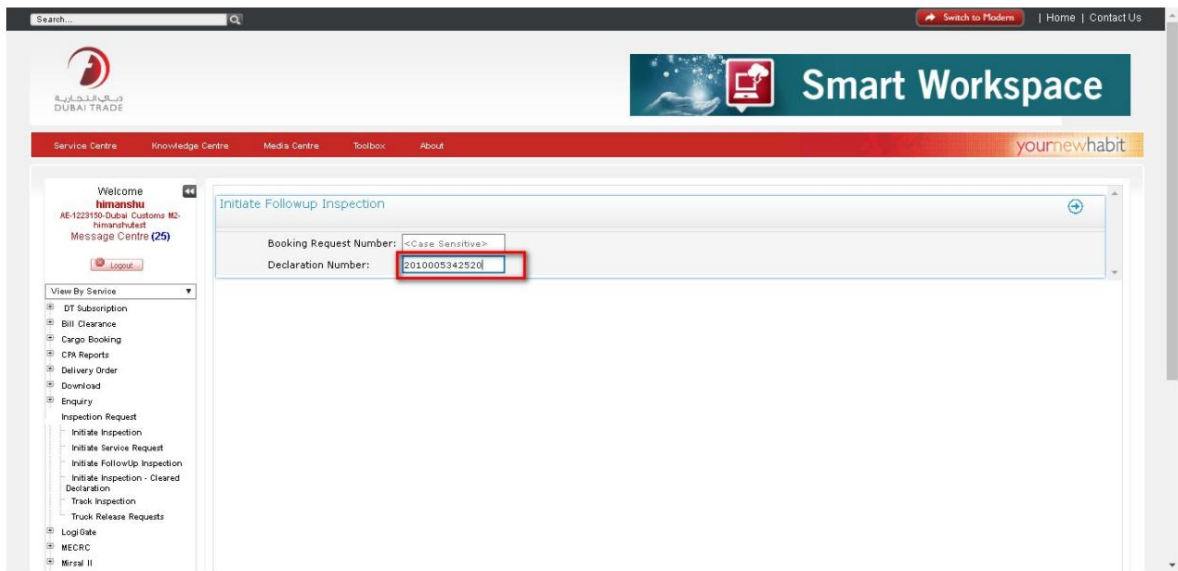 Search...
Switch to Modern | Home | Contact Us
دبي التجارية
DUBAI TRADE
Smart Workspace
Service Centre Knowledge Centre Media Centre Toolbox About
yournewhabit
Welcome
himanshu
AE-1223150-Dubai Customs M2-
himanshutest
Message Centre (25)
Logout
Initiate Followup Inspection
Booking Request Number: <Case Sensitive>
Declaration Number: 2010005342520
View By Service
DT Subscription
Bill Clearance
Cargo Booking
CPA Reports
Delivery Order
Download
Enquiry
Inspection Request
Initiate Inspection
Initiate Service Request
Initiate FollowUp Inspection
Initiate Inspection - Cleared
Declaration
Track Inspection
Truck Release Requests
LogiGate
MECRC
Mirsal II